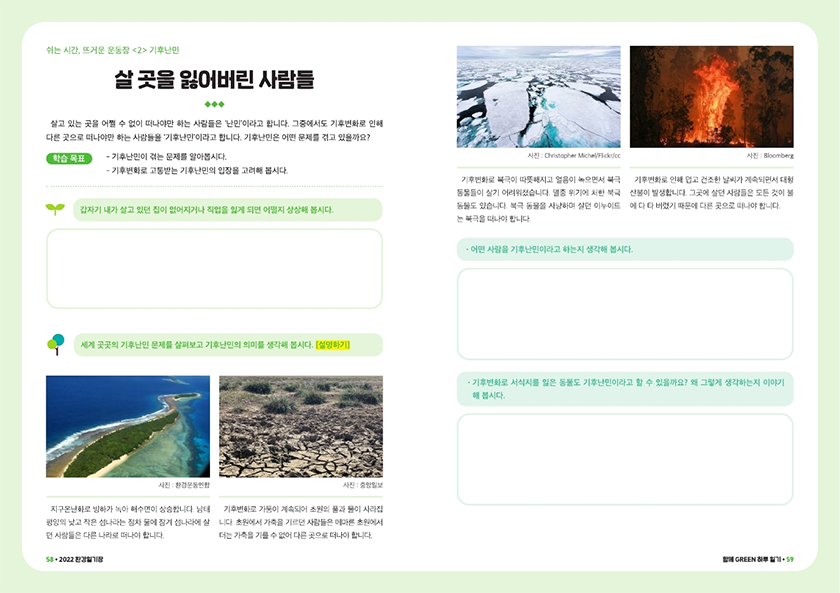 쉬는 시간, 뜨거운 운동장 <2> 기후난민
살 곳을 잃어버린 사람들
살고 있는 곳을 어쩔 수 없이 떠나야만 하는 사람들은 '난민'이라고 합니다. 그중에서도 기후변화로 인해
다른 곳으로 떠나야만 하는 사람들을 '기후난민'이라고 합니다. 기후난민은 어떤 문제를 겪고 있을까요?
학습 목표
- 기후난민이 겪는 문제를 알아봅시다.
- 기후변화로 고통받는 기후난민의 입장을 고려해 봅시다.
갑자기 내가 살고 있던 집이 없어지거나 직업을 잃게 되면 어떨지 상상해 봅시다.
세계 곳곳의 기후난민 문제를 살펴보고 기후난민의 의미를 생각해 봅시다. [설명하기]
사진 : 환경운동연합
사진 : 중앙일보
지구온난화로 빙하가 녹아 해수면이 상승합니다. 남태
평양의 낮고 작은 섬나라는 점차 물에 잠겨 섬나라에 살
던 사람들은 다른 나라로 떠나야 합니다.
기후변화로 가뭄이 계속되어 초원의 풀과 물이 사라집
니다. 초원에서 가축을 기르던 사람들은 메마른 초원에서
더는 가축을 기를 수 없어 다른 곳으로 떠나야 합니다.
58 • 2022 환경일기장
사진 : Christopher Michel/Flickr/cc
사진 : Bloomberg
기후변화로 북극이 따뜻해지고 얼음이 녹으면서 북극
동물들이 살기 어려워졌습니다. 멸종 위기에 처한 북극
동물도 있습니다. 북극 동물을 사냥하며 살던 이누이트
는 북극을 떠나야 합니다.
기후변화로 인해 덥고 건조한 날씨가 계속되면서 대형
산불이 발생합니다. 그곳에 살던 사람들은 모든 것이 불
에 다 타 버렸기 때문에 다른 곳으로 떠나야 합니다.
· 어떤 사람을 기후난민이라고 하는지 생각해 봅시다.
· 기후변화로 서식지를 잃은 동물도 기후난민이라고 할 수 있을까요? 왜 그렇게 생각하는지 이야기
해 봅시다.
함께 GREEN 하루 일기 • 59